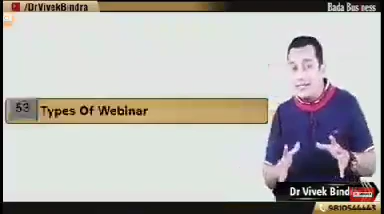 /DrVivekBindra
Bada Business
53 Types Of Webinar
Dr Vivek Bind